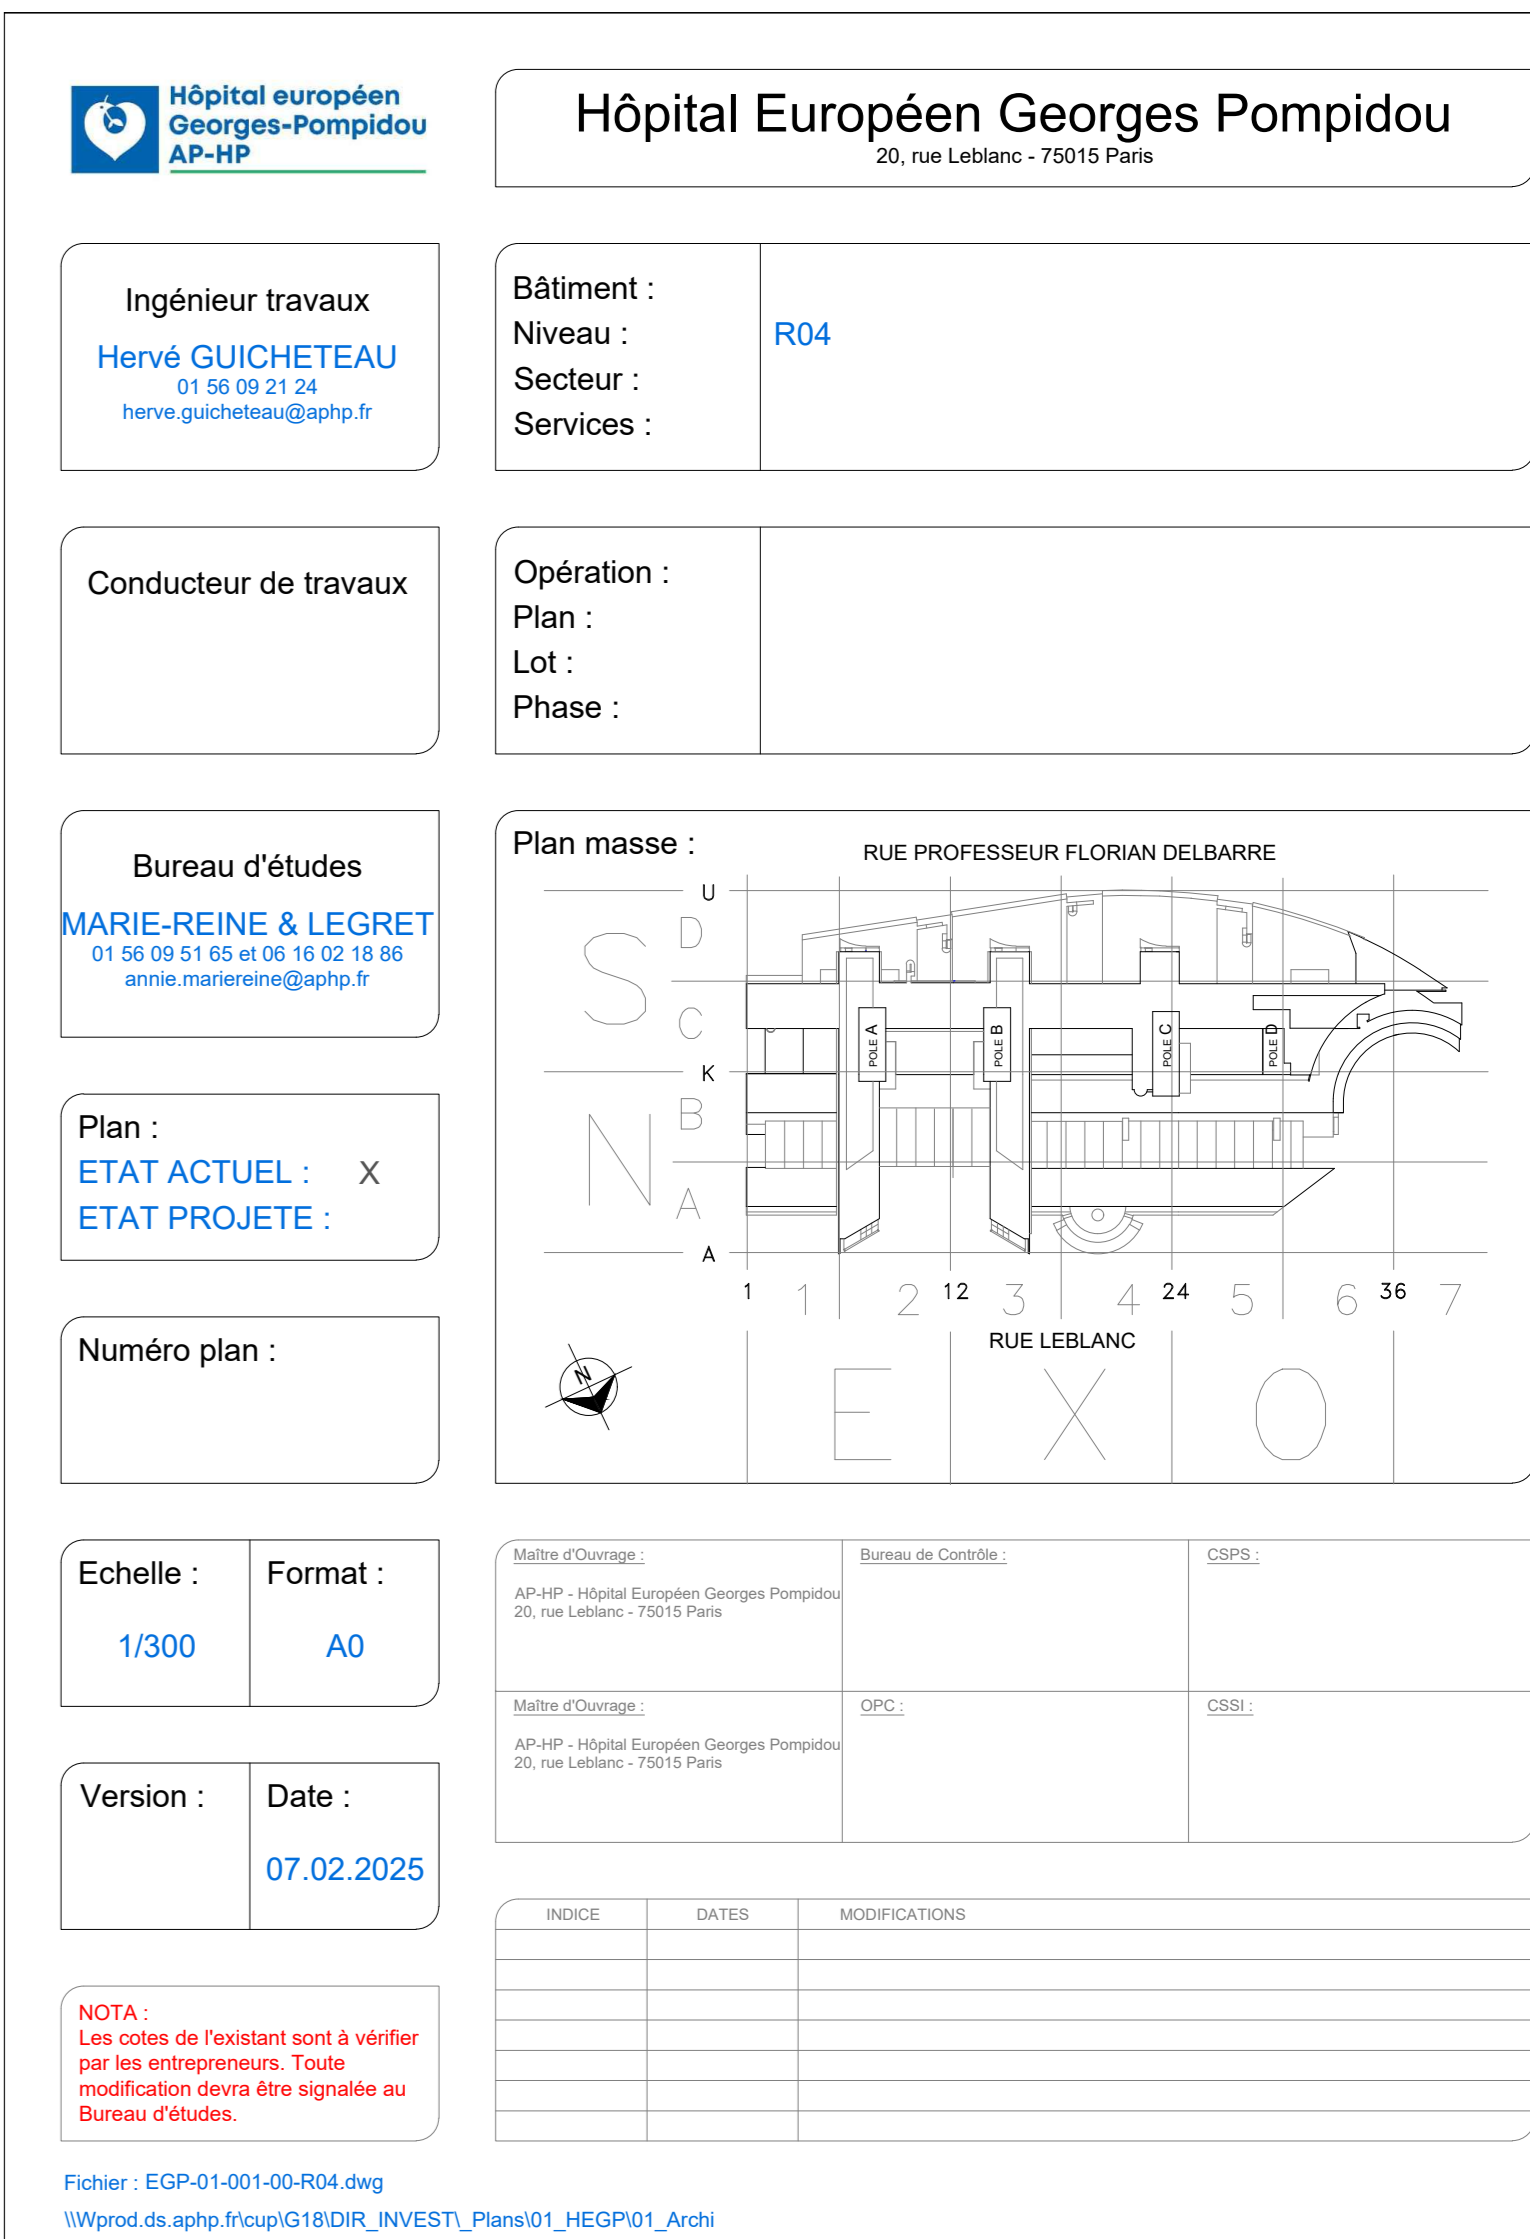 Hôpital européen
Georges-Pompidou
AP-HP
Hôpital Européen Georges Pompidou
20, rue Leblanc - 75015 Paris
Ingénieur travaux
Hervé GUICHETEAU
01 56 09 21 24
herve.guicheteau@aphp.fr
Bâtiment :
Niveau : R04
Secteur :
Services :
Conducteur de travaux
Opération :
Plan :
Lot :
Phase :
Bureau d'études
MARIE-REINE & LEGRET
01 56 09 51 65 et 06 16 02 18 86
annie.mariereine@aphp.fr
Plan :
ETAT ACTUEL : X
ETAT PROJETE :
Numéro plan :
Plan masse :
RUE PROFESSEUR FLORIAN DELBARRE
U
S
D
C
K
N
B
A
A
POLE A
POLE B
POLE C
POLE D
1 1 2 12 3 4 24 5 6 36 7
RUE LEBLANC
N
E X O
Echelle : Format :
1/300 A0
Version : Date :
07.02.2025
Maître d'Ouvrage : Bureau de Contrôle : CSPS :
AP-HP - Hôpital Européen Georges Pompidou
20, rue Leblanc - 75015 Paris
Maître d'Ouvrage : OPC : CSSI :
AP-HP - Hôpital Européen Georges Pompidou
20, rue Leblanc - 75015 Paris
INDICE DATES MODIFICATIONS
NOTA :
Les cotes de l'existant sont à vérifier
par les entrepreneurs. Toute
modification devra être signalée au
Bureau d'études.
Fichier : EGP-01-001-00-R04.dwg
\\Wprod.ds.aphp.fr\cup\G18\DIR_INVEST\_Plans\01_HEGP\01_Archi